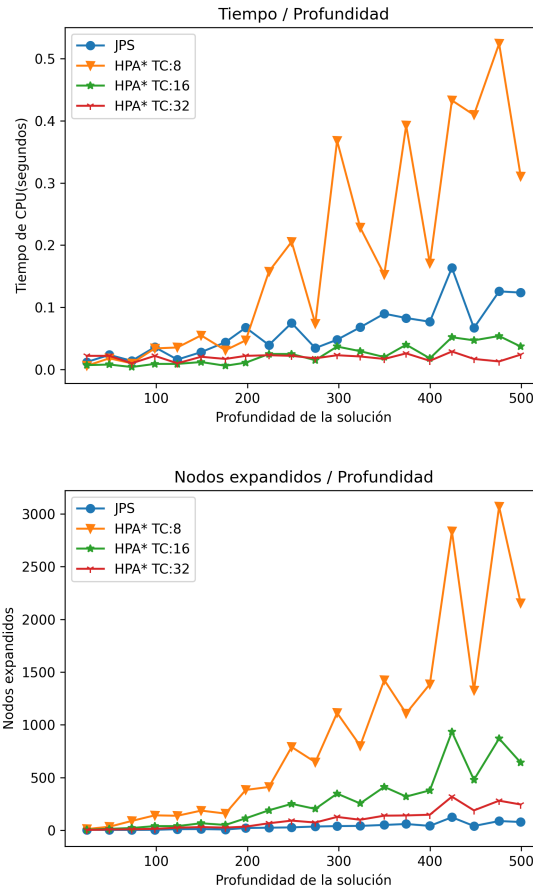 Tiempo / Profundidad
JPS
HPA* TC:8
HPA* TC:16
HPA* TC:32
Tiempo de CPU(segundos)
0.5
0.4
0.3
0.2
0.1
0.0
100 200 300 400 500
Profundidad de la solución
Nodos expandidos / Profundidad
JPS
HPA* TC:8
HPA* TC:16
HPA* TC:32
Nodos expandidos
3000
2500
2000
1500
1000
500
0
100 200 300 400 500
Profundidad de la solución